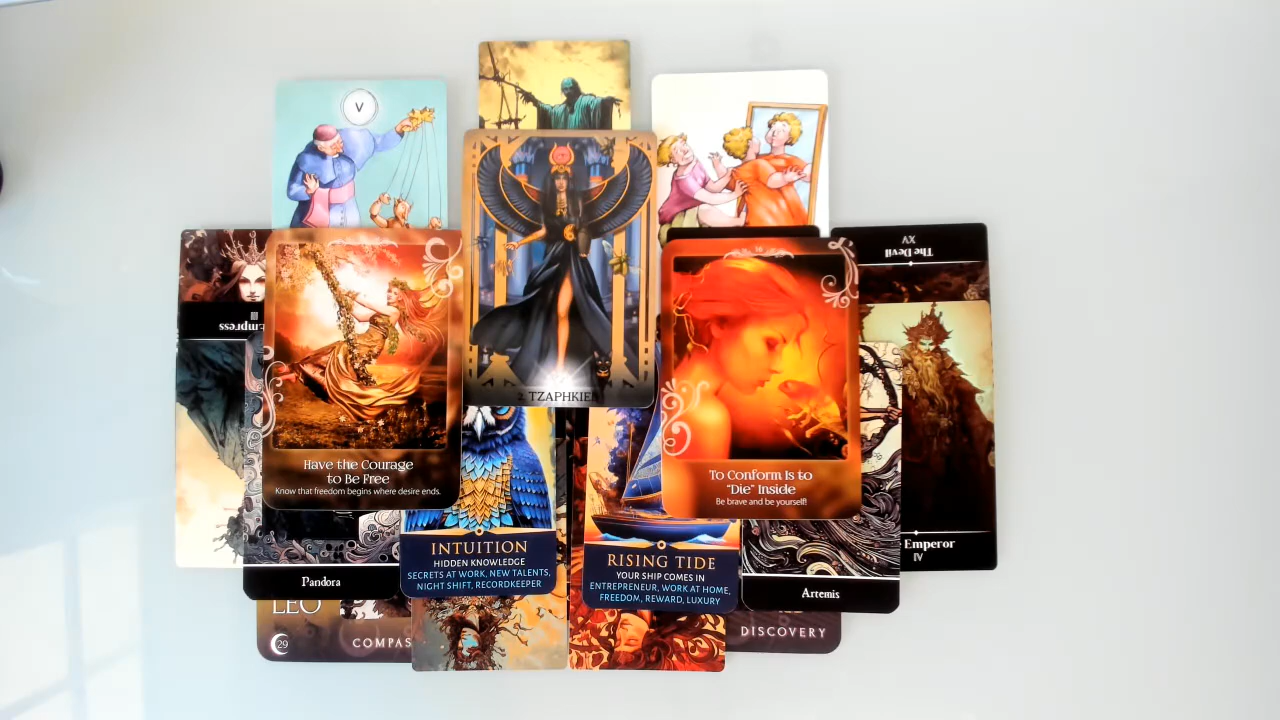 V
XV
The Devil
III
Empress
2 TZAPHKIEL
Have the Courage
to Be Free
Know that freedom begins where desire ends.
To Conform Is to
"Die" Inside
Be brave and be yourself!
Emperor
IV
INTUITION
HIDDEN KNOWLEDGE
SECRETS AT WORK, NEW TALENTS,
NIGHT SHIFT, RECORDKEEPER
RISING TIDE
YOUR SHIP COMES IN
ENTREPRENEUR, WORK AT HOME,
FREEDOM, REWARD, LUXURY
Pandora
Artemis
LEO
29
COMPAS
DISCOVERY